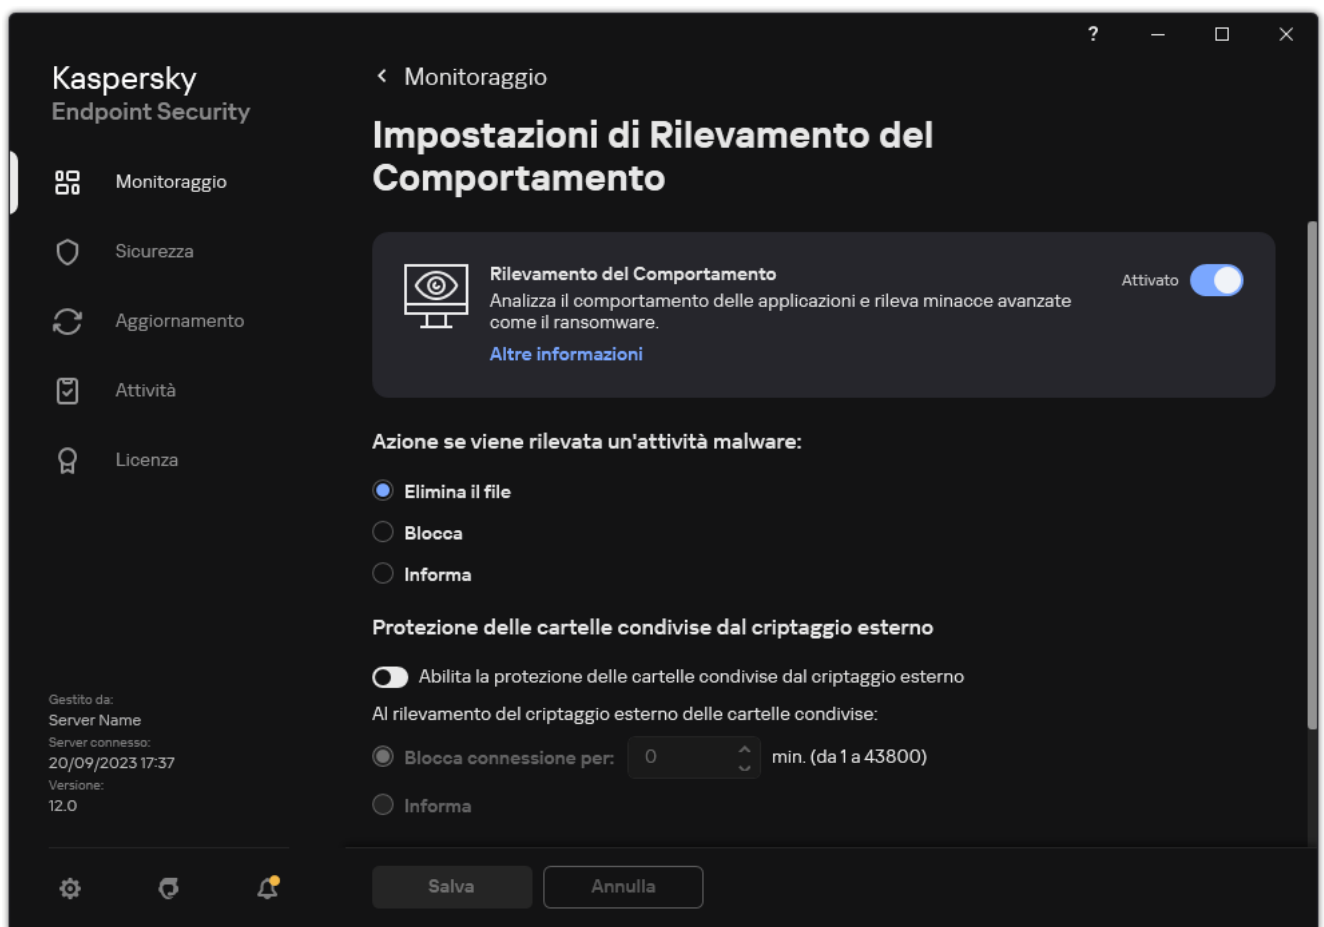 ?
Kaspersky
Endpoint Security
Monitoraggio
Sicurezza
Aggiornamento
Attività
Licenza
Gestito da:
Server Name
Server connesso:
20/09/2023 17:37
Versione:
12.0
Monitoraggio
Impostazioni di Rilevamento del
Comportamento
Rilevamento del Comportamento
Analizza il comportamento delle applicazioni e rileva minacce avanzate
come il ransomware.
Altre informazioni
Attivato
Azione se viene rilevata un'attività malware:
Elimina il file
Blocca
Informa
Protezione delle cartelle condivise dal criptaggio esterno
Abilita la protezione delle cartelle condivise dal criptaggio esterno
Al rilevamento del criptaggio esterno delle cartelle condivise:
Blocca connessione per: 0 min. (da 1 a 43800)
Informa
Salva
Annulla